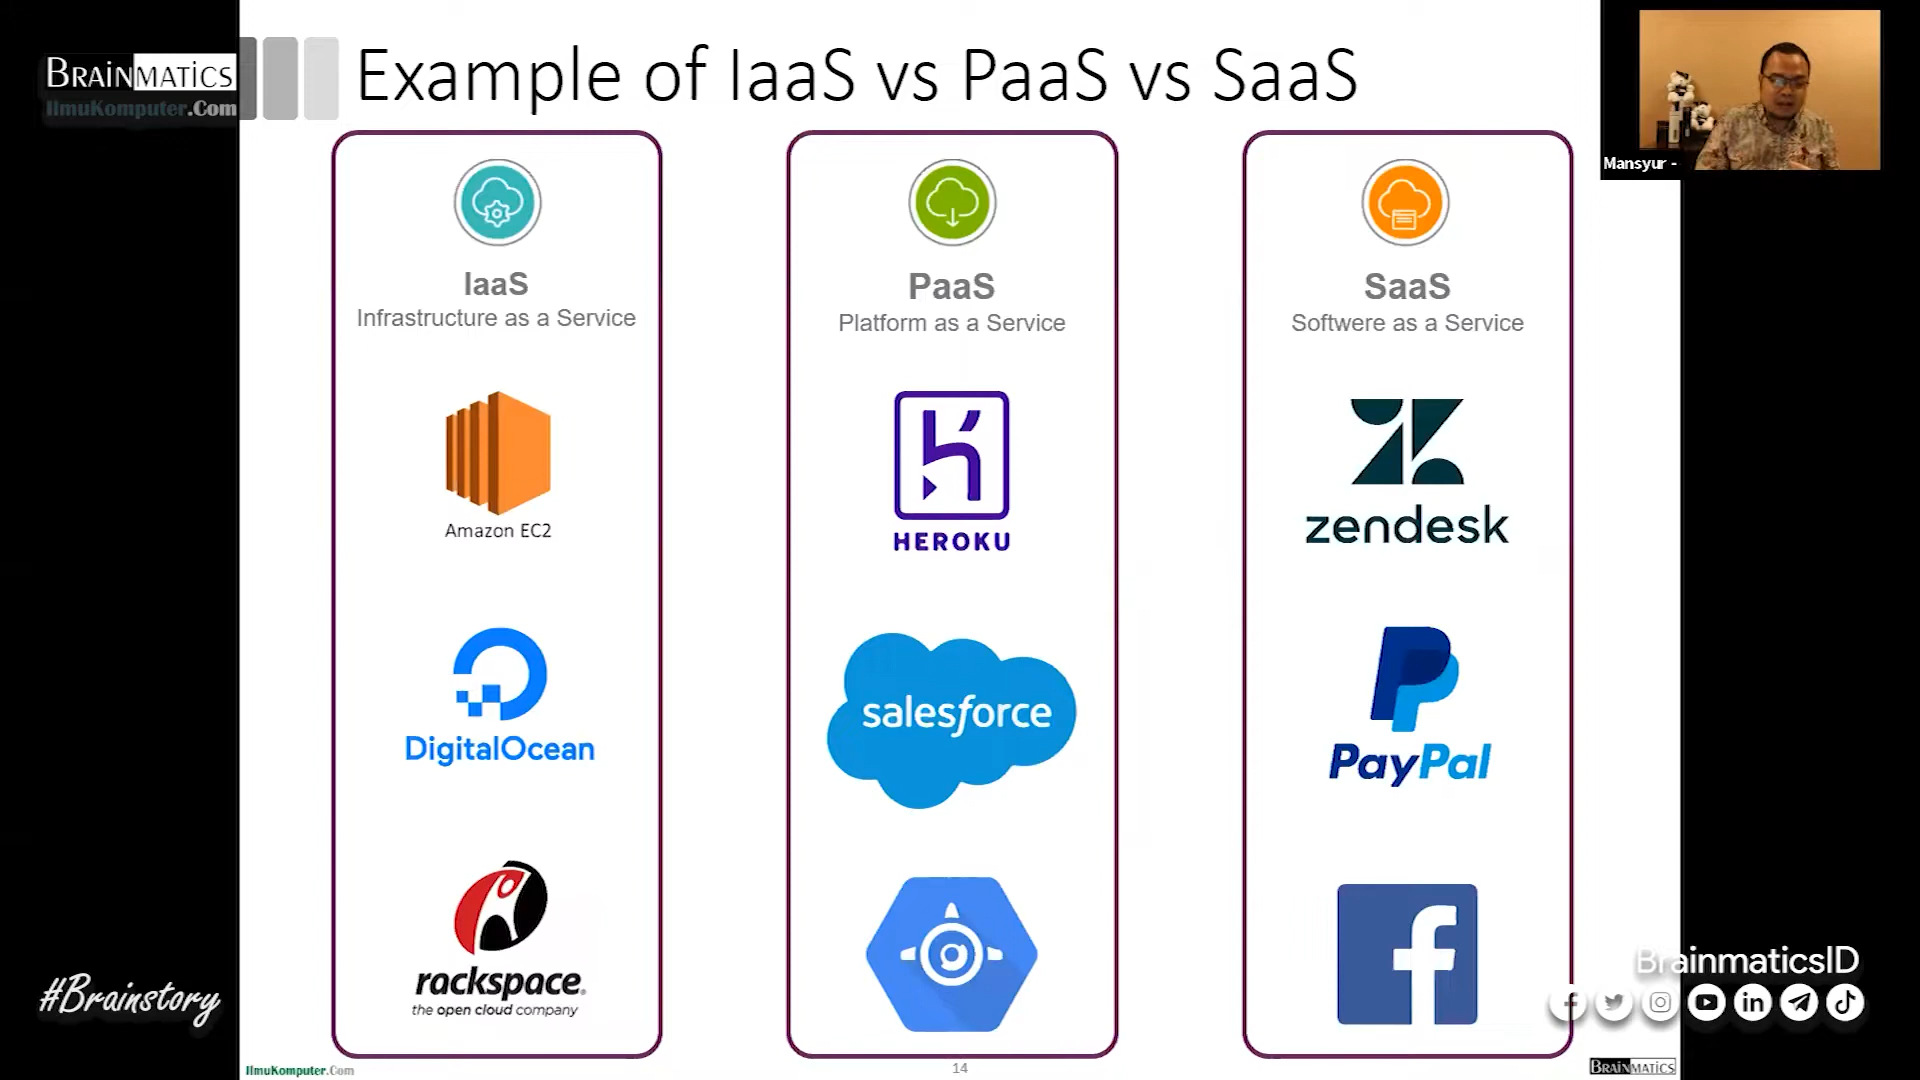 BRAINMATICS
IlmuKomputer.Com
Example of IaaS vs PaaS vs SaaS
Mansyur -
IaaS
Infrastructure as a Service
Amazon EC2
DigitalOcean
rackspace.
the open cloud company
PaaS
Platform as a Service
HEROKU
salesforce
SaaS
Softwere as a Service
zendesk
PayPal
#Brainstory
BrainmaticsID
IlmuKomputer.Com
14
BRAINMATICS